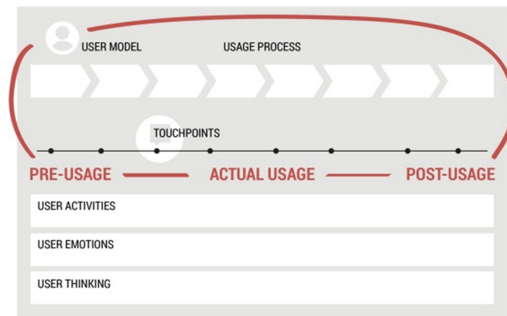 USER MODEL
USAGE PROCESS
TOUCHPOINTS
PRE-USAGE
ACTUAL USAGE
POST-USAGE
USER ACTIVITIES
USER EMOTIONS
USER THINKING